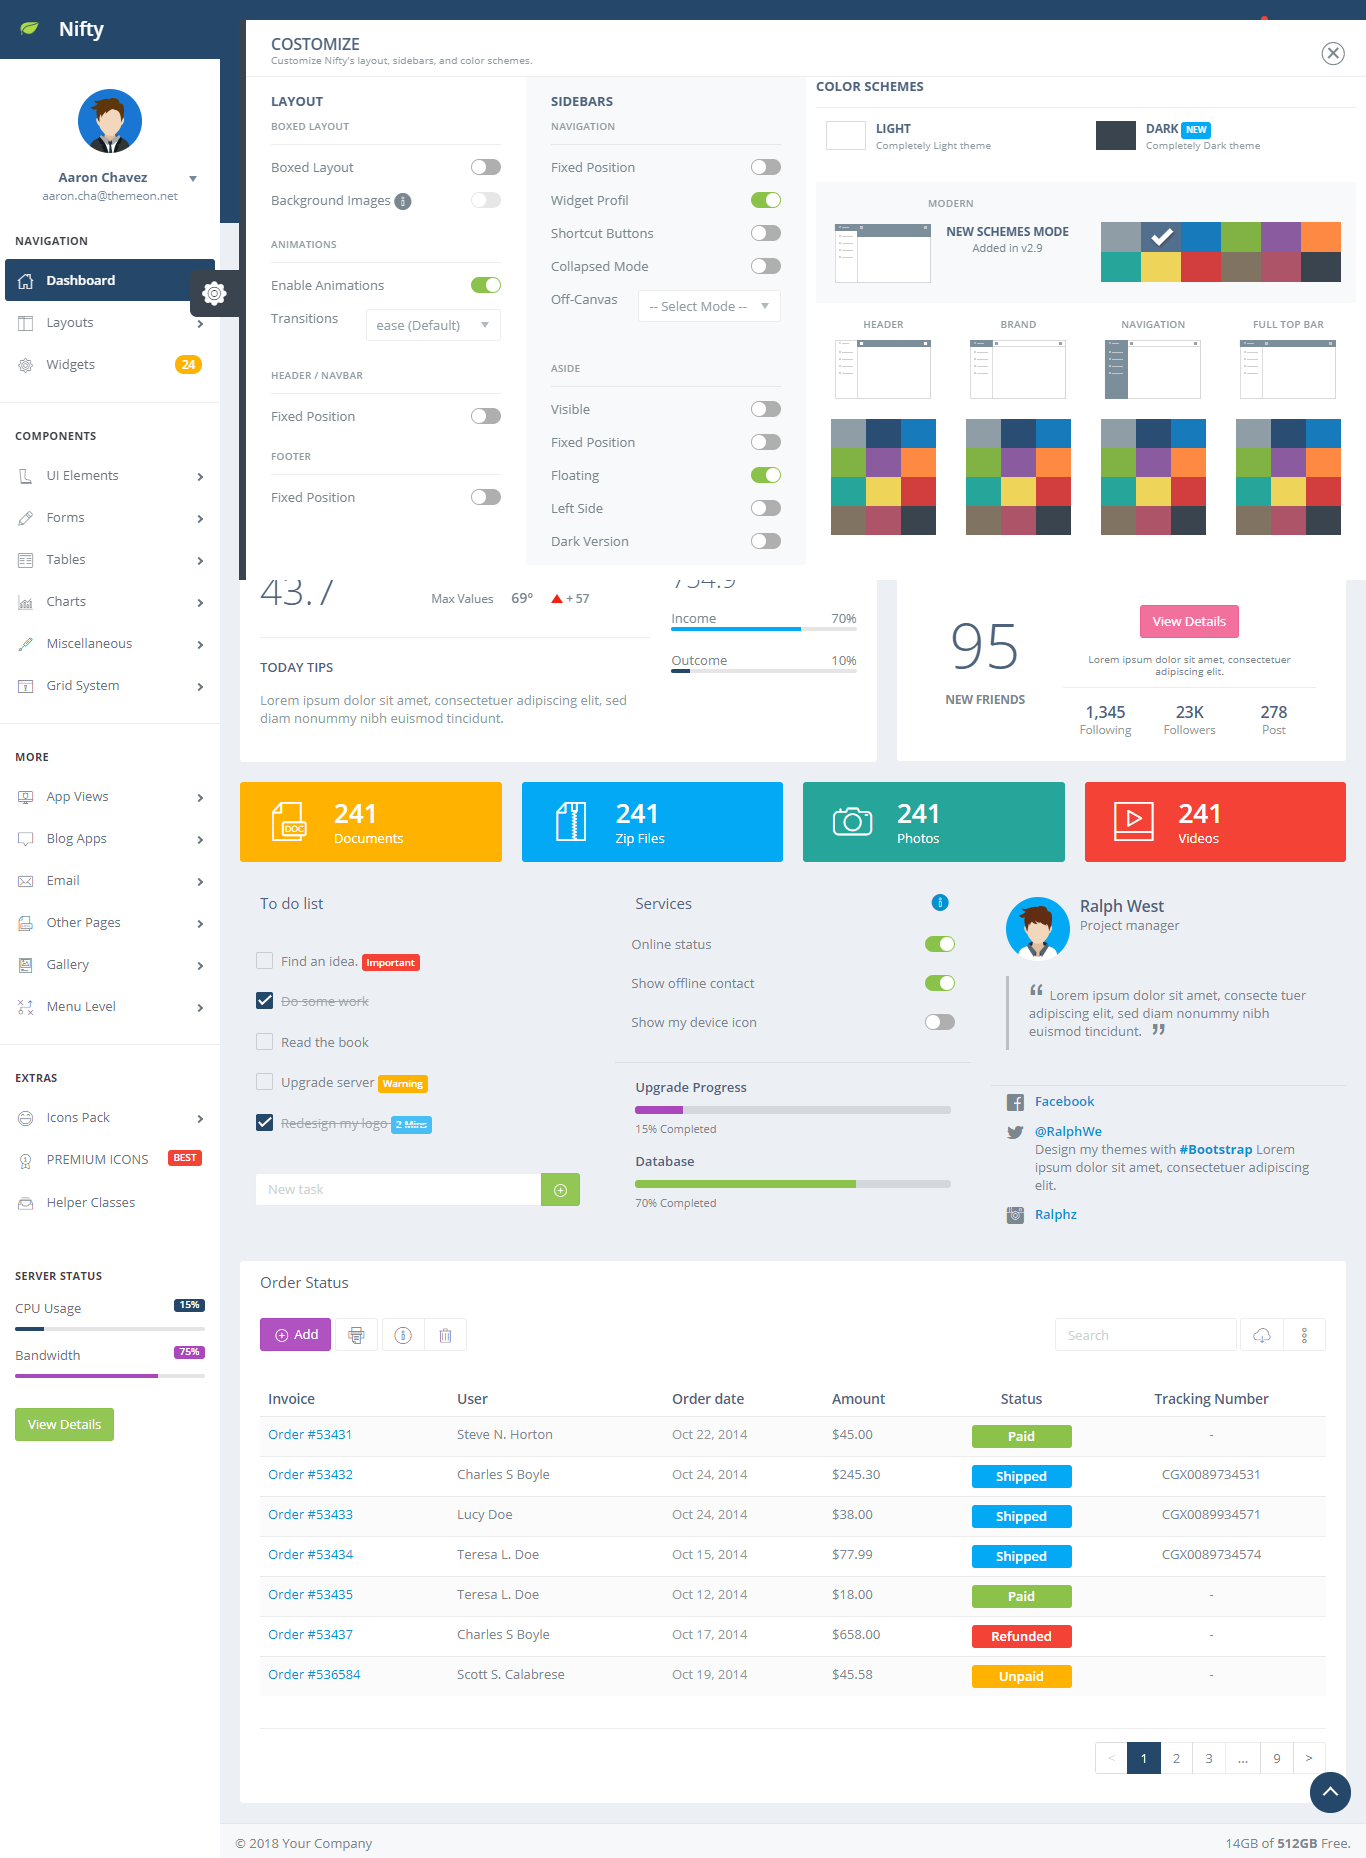 Nifty
Aaron Chavez
aaron.cha@themeon.net
NAVIGATION
Dashboard
Layouts
Widgets 24
COMPONENTS
UI Elements
Forms
Tables
Charts
Miscellaneous
Grid System
MORE
App Views
Blog Apps
Email
Other Pages
Gallery
Menu Level
EXTRAS
Icons Pack
PREMIUM ICONS BEST
Helper Classes
SERVER STATUS
CPU Usage 15%
Bandwidth 75%
View Details
COSTOMIZE
Customize Nifty's layout, sidebars, and color schemes.
LAYOUT
BOXED LAYOUT
Boxed Layout
Background Images
ANIMATIONS
Enable Animations
Transitions ease (Default)
HEADER / NAVBAR
Fixed Position
FOOTER
Fixed Position
SIDEBARS
NAVIGATION
Fixed Position
Widget Profil
Shortcut Buttons
Collapsed Mode
Off-Canvas -- Select Mode --
ASIDE
Visible
Fixed Position
Floating
Left Side
Dark Version
COLOR SCHEMES
LIGHT
Completely Light theme
DARK NEW
Completely Dark theme
MODERN
NEW SCHEMES MODE
Added in v2.9
HEADER BRAND NAVIGATION FULL TOP BAR
43.7
Max Values 69° + 57
TODAY TIPS
Lorem ipsum dolor sit amet, consectetuer adipiscing elit, sed
diam nonummy nibh euismod tincidunt.
754.9
Income 70%
Outcome 10%
95
NEW FRIENDS
View Details
Lorem ipsum dolor sit amet, consectetuer
adipiscing elit.
1,345 23K 278
Following Followers Post
DOC
241
Documents
241
Zip Files
241
Photos
241
Videos
To do list
Find an idea. Important
Do some work
Read the book
Upgrade server Warning
Redesign my logo 2 Mins
New task
Services
Online status
Show offline contact
Show my device icon
Upgrade Progress
15% Completed
Database
70% Completed
Ralph West
Project manager
“ Lorem ipsum dolor sit amet, consecte tuer
adipiscing elit, sed diam nonummy nibh
euismod tincidunt. ”
Facebook
@RalphWe
Design my themes with #Bootstrap Lorem
ipsum dolor sit amet, consectetuer adipiscing
elit.
Ralphz
Order Status
Add
Search
Invoice User Order date Amount Status Tracking Number
Order #53431 Steve N. Horton Oct 22, 2014 $45.00 Paid -
Order #53432 Charles S Boyle Oct 24, 2014 $245.30 Shipped CGX0089734531
Order #53433 Lucy Doe Oct 24, 2014 $38.00 Shipped CGX0089934571
Order #53434 Teresa L. Doe Oct 15, 2014 $77.99 Shipped CGX0089734574
Order #53435 Teresa L. Doe Oct 12, 2014 $18.00 Paid -
Order #53437 Charles S Boyle Oct 17, 2014 $658.00 Refunded -
Order #536584 Scott S. Calabrese Oct 19, 2014 $45.58 Unpaid -
< 1 2 3 ... 9 >
© 2018 Your Company
14GB of 512GB Free.